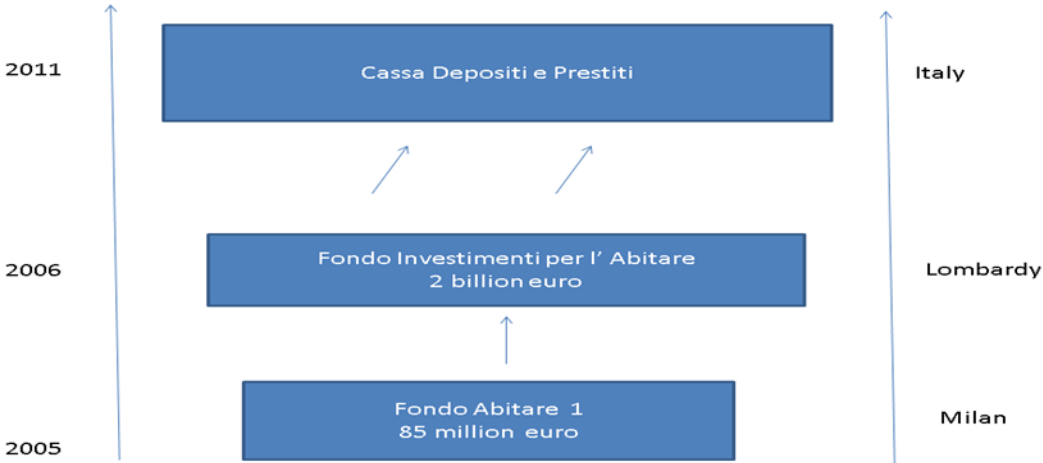 2011
Cassa Depositi e Prestiti
Italy
2006
Fondo Investimenti per l’ Abitare
2 billion euro
Lombardy
Fondo Abitare 1
85 million euro
Milan
2005